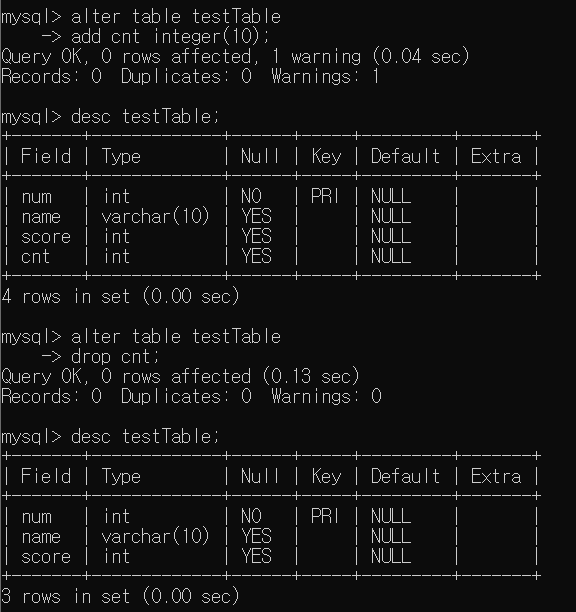 mysql> alter table testTable
    -> add cnt integer(10);
Query OK, 0 rows affected, 1 warning (0.04 sec)
Records: 0  Duplicates: 0  Warnings: 1

mysql> desc testTable;
+-------+-------------+------+-----+---------+-------+
| Field | Type        | Null | Key | Default | Extra |
+-------+-------------+------+-----+---------+-------+
| num   | int         | NO   | PRI | NULL    |       |
| name  | varchar(10) | YES  |     | NULL    |       |
| score | int         | YES  |     | NULL    |       |
| cnt   | int         | YES  |     | NULL    |       |
+-------+-------------+------+-----+---------+-------+
4 rows in set (0.00 sec)

mysql> alter table testTable
    -> drop cnt;
Query OK, 0 rows affected (0.13 sec)
Records: 0  Duplicates: 0  Warnings: 0

mysql> desc testTable;
+-------+-------------+------+-----+---------+-------+
| Field | Type        | Null | Key | Default | Extra |
+-------+-------------+------+-----+---------+-------+
| num   | int         | NO   | PRI | NULL    |       |
| name  | varchar(10) | YES  |     | NULL    |       |
| score | int         | YES  |     | NULL    |       |
+-------+-------------+------+-----+---------+-------+
3 rows in set (0.00 sec)